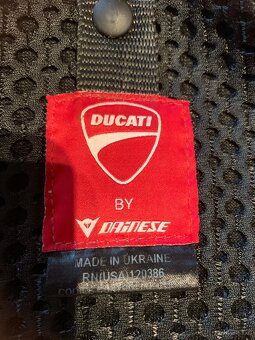 DUCATI
BY
DAINESE
MADE IN UKRAINE
RN(USA)120386